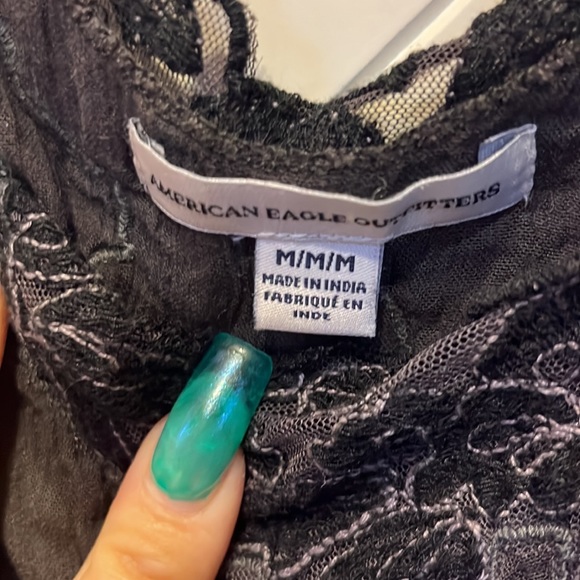 AMERICAN EAGLE OUTFITTERS
M/M/M
MADE IN INDIA
FABRIQUÉ EN
INDE